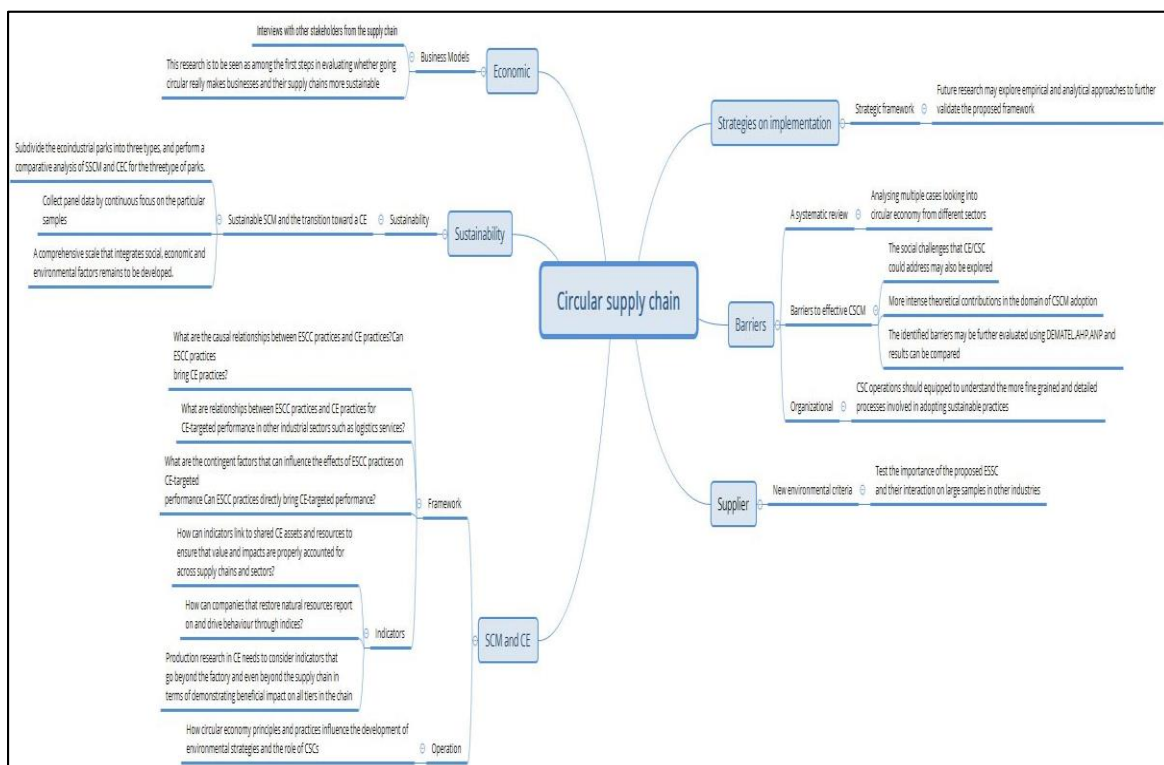 Circular supply chain
Economic
Business Models
Interviews with other stakeholders from the supply chain
This research is to be seen as among the first steps in evaluating whether going
circular really makes businesses and their supply chains more sustainable
Sustainability
Sustainability
Sustainable SCM and the transition toward a CE
Subdivide the ecoindustrial parks into three types, and perform a
comparative analysis of SSCM and CEC for the threetype of parks.
Collect panel data by continuous focus on the particular
samples
A comprehensive scale that integrates social, economic and
environmental factors remains to be developed.
SCM and CE
Framework
What are the causal relationships between ESCC practices and CE practices?Can
ESCC practices
bring CE practices?
What are relationships between ESCC practices and CE practices for
CE-targeted performance in other industrial sectors such as logistics services?
What are the contingent factors that can influence the effects of ESCC practices on
CE-targeted
performance Can ESCC practices directly bring CE-targeted performance?
Indicators
How can indicators link to shared CE assets and resources to
ensure that value and impacts are properly accounted for
across supply chains and sectors?
How can companies that restore natural resources report
on and drive behaviour through indices?
Production research in CE needs to consider indicators that
go beyond the factory and even beyond the supply chain in
terms of demonstrating beneficial impact on all tiers in the chain
Operation
How circular economy principles and practices influence the development of
environmental strategies and the role of CSCs
Strategies on implementation
Strategic framework
Future research may explore empirical and analytical approaches to further
validate the proposed framework
Barriers
A systematic review
Analysing multiple cases looking into
circular economy from different sectors
Barriers to effective CSCM
The social challenges that CE/CSC
could address may also be explored
More intense theoretical contributions in the domain of CSCM adoption
The identified barriers may be further evaluated using DEMATEL.AHP.ANP and
results can be compared
Organizational
CSC operations should equipped to understand the more fine grained and detailed
processes involved in adopting sustainable practices
Supplier
New environmental criteria
Test the importance of the proposed ESSC
and their interaction on large samples in other industries